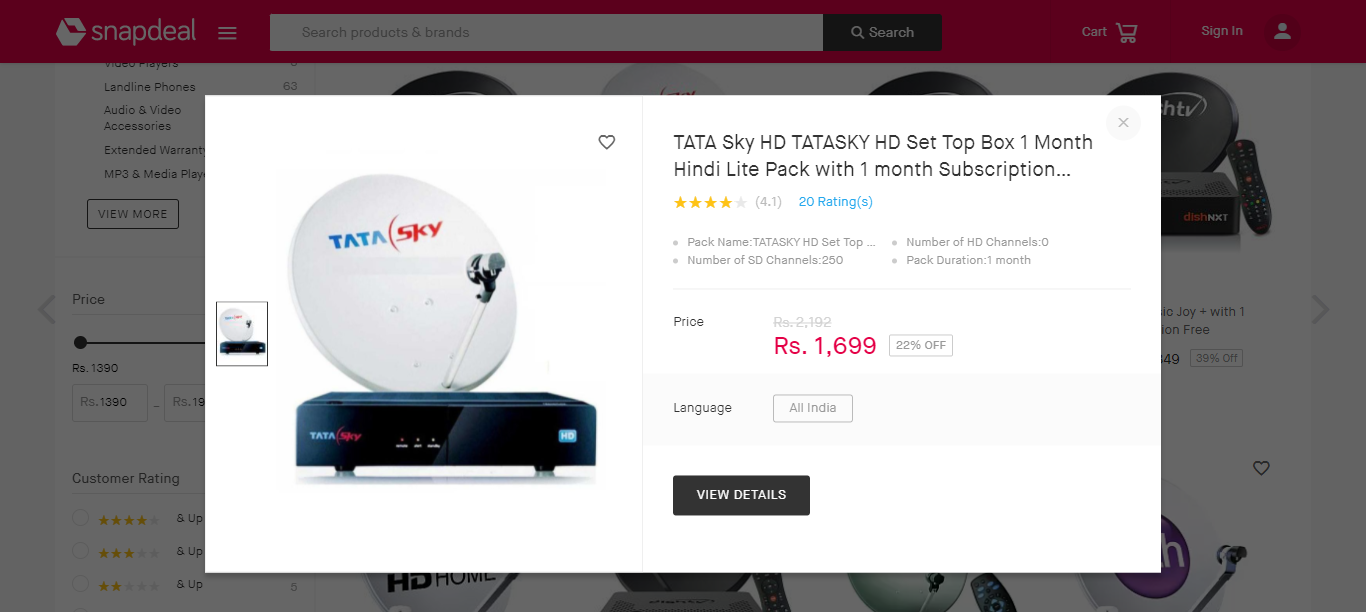 snapdeal
Search products & brands
Search
Cart
Sign In
Video Players
Landline Phones 63
Audio & Video
Accessories
Extended Warranty
MP3 & Media
VIEW MORE
Price
Rs. 1390
Rs. 1390 - Rs. 19
Customer Rating
& Up
& Up
& Up
TATA Sky
TATA Sky
HD
TATA Sky HD TATASKY HD Set Top Box 1 Month
Hindi Lite Pack with 1 month Subscription...
(4.1) 20 Rating(s)
Pack Name:TATASKY HD Set Top ... Number of HD Channels:0
Number of SD Channels:250 Pack Duration:1 month
Price
Rs. 2,192
Rs. 1,699 22% OFF
Language All India
VIEW DETAILS
dishNXT
ic Joy + with 1
ion Free
39% Off
HD HOME